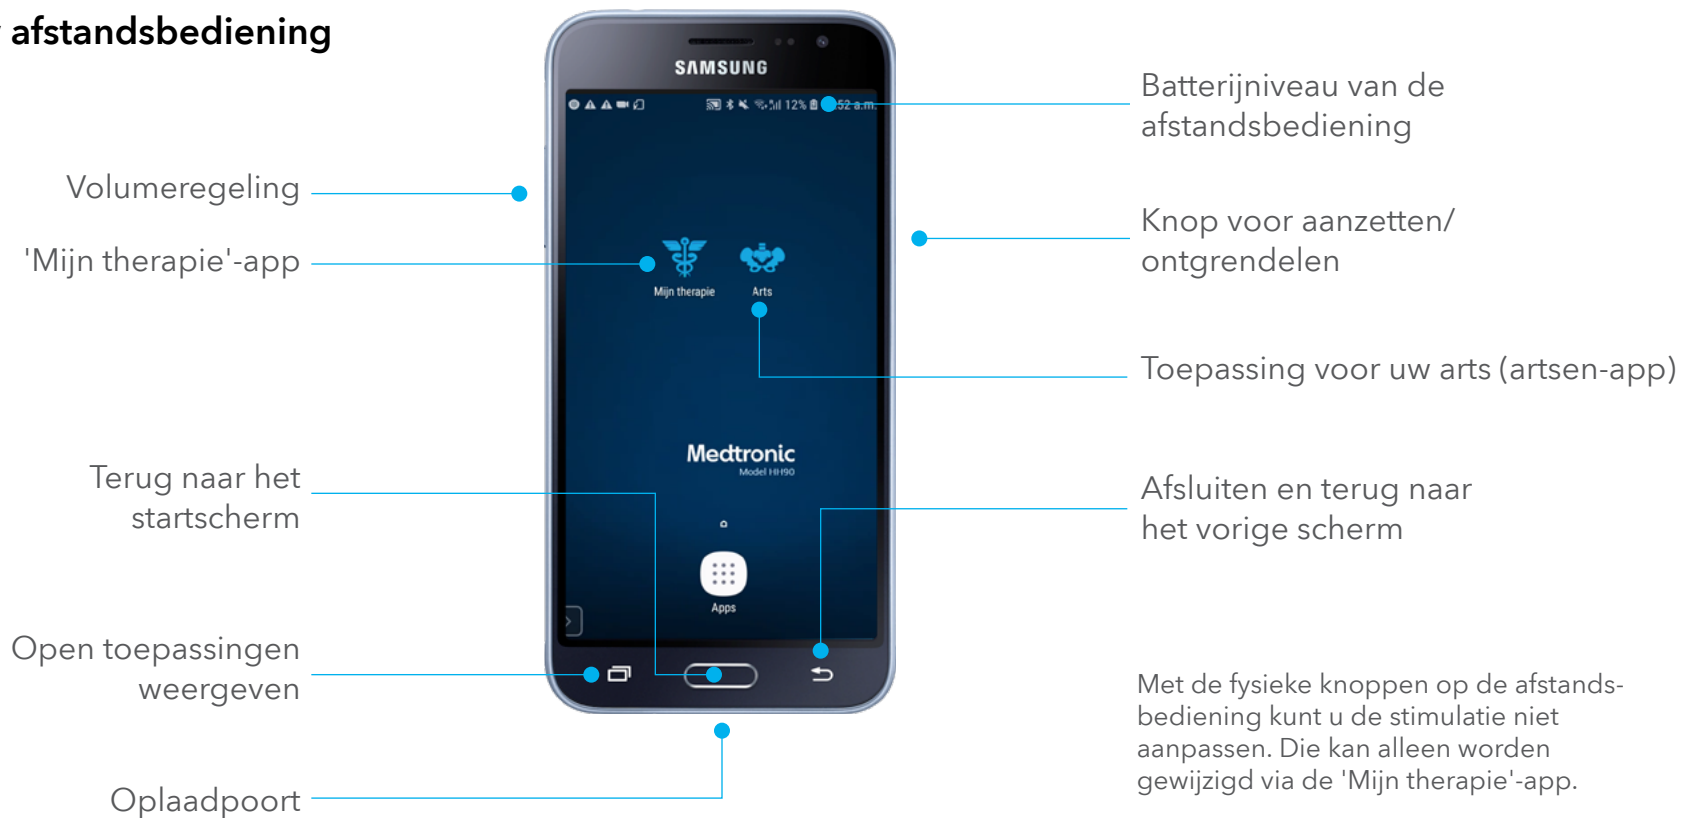 afstandsbediening
SAMSUNG
12%
52 a.m.
Batterijniveau van de
afstandsbediening
Volumeregeling
Knop voor aanzetten/
ontgrendelen
'Mijn therapie'-app
Mijn therapie
Arts
Toepassing voor uw arts (artsen-app)
Medtronic
Model HH90
Terug naar het
startscherm
Afsluiten en terug naar
het vorige scherm
Apps
Open toepassingen
weergeven
Met de fysieke knoppen op de afstands-
bediening kunt u de stimulatie niet
aanpassen. Die kan alleen worden
gewijzigd via de 'Mijn therapie'-app.
Oplaadpoort